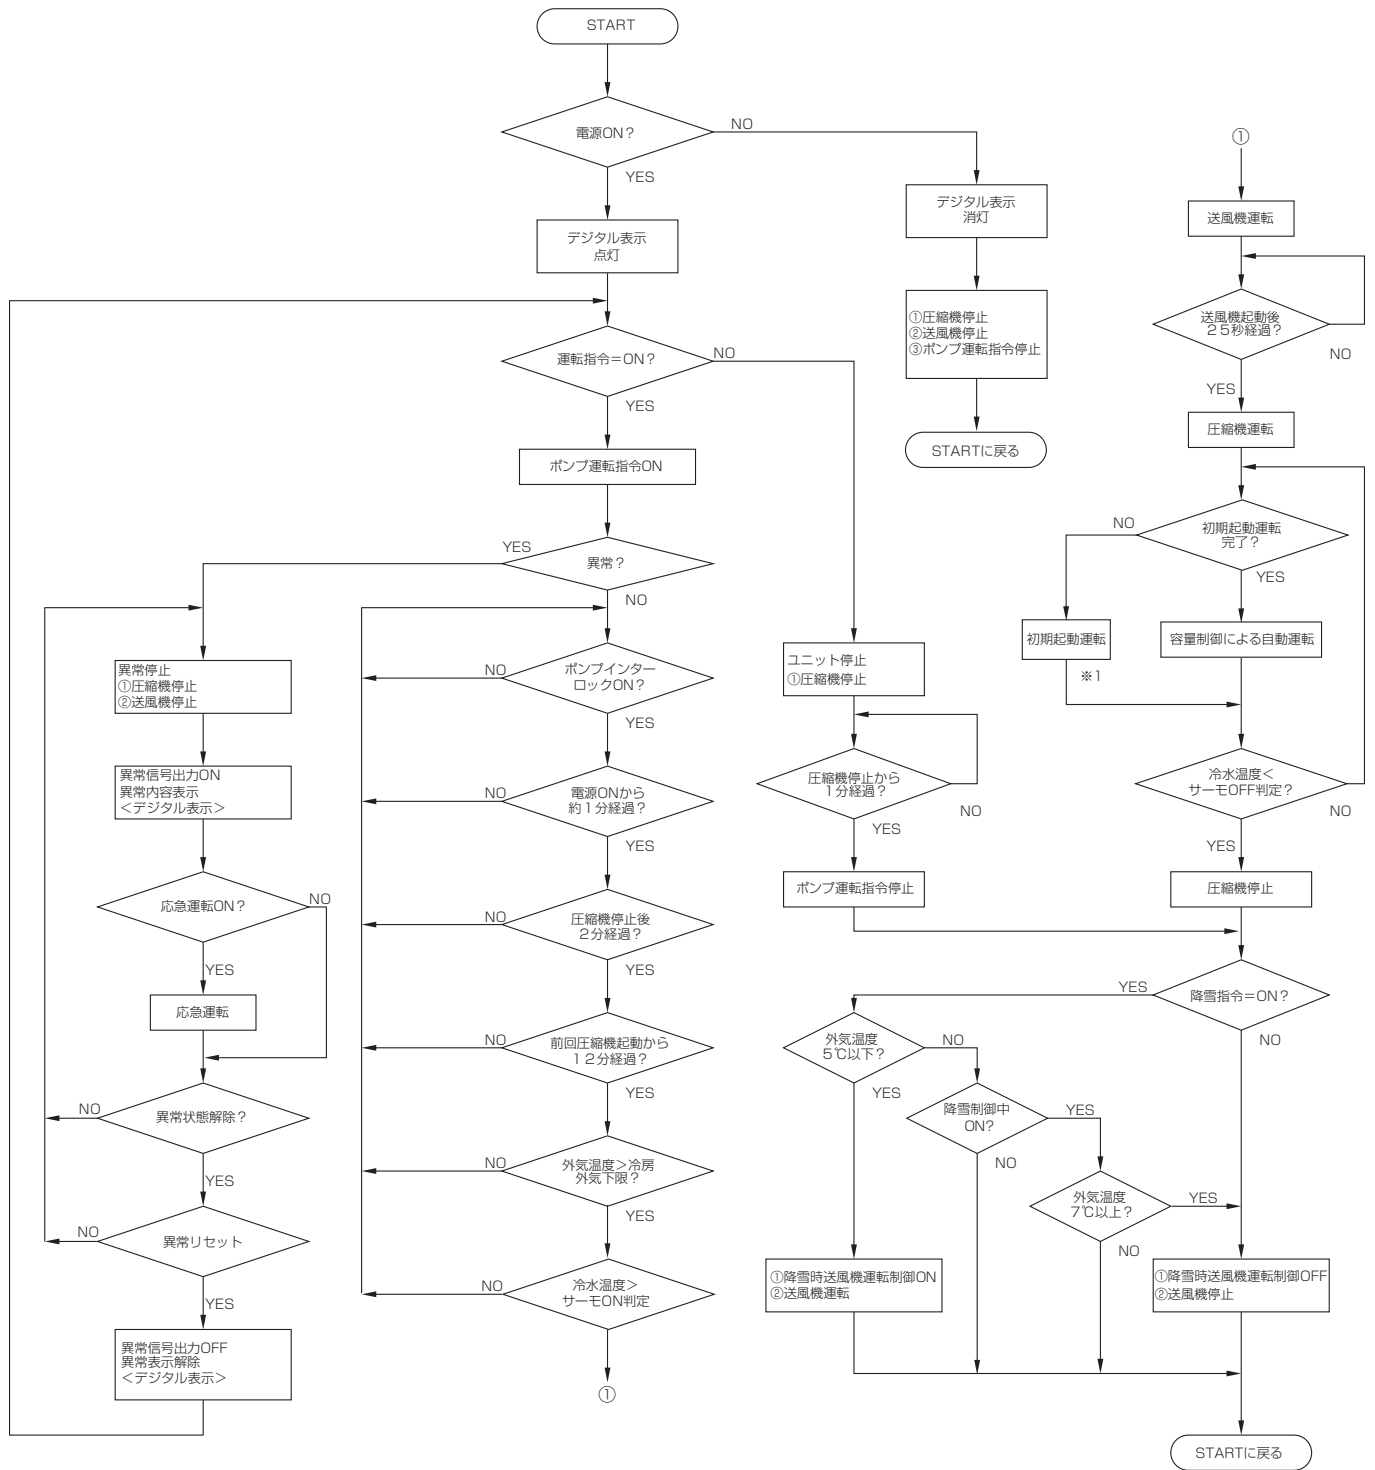 START
電源ON？
NO
YES
デジタル表示
点灯
デジタル表示
消灯
①圧縮機停止
②送風機停止
③ポンプ運転指令停止
STARTに戻る
運転指令＝ON？
NO
YES
ポンプ運転指令ON
異常？
YES
NO
異常停止
①圧縮機停止
②送風機停止
異常信号出力ON
異常内容表示
＜デジタル表示＞
応急運転ON？
NO
YES
応急運転
異常状態解除？
NO
YES
異常リセット
NO
YES
異常信号出力OFF
異常表示解除
＜デジタル表示＞
ポンプインター
ロックON？
NO
YES
電源ONから
約１分経過？
NO
YES
圧縮機停止後
２分経過？
NO
YES
前回圧縮機起動から
１２分経過？
NO
YES
外気温度＞冷房
外気下限？
NO
YES
冷水温度＞
サーモON判定
NO
①
ユニット停止
①圧縮機停止
圧縮機停止から
１分経過？
NO
YES
ポンプ運転指令停止
①
送風機運転
送風機起動後
２５秒経過？
NO
YES
圧縮機運転
初期起動運転
完了？
NO
YES
初期起動運転
※1
容量制御による自動運転
冷水温度＜
サーモOFF判定？
NO
YES
圧縮機停止
降雪指令＝ON？
YES
NO
外気温度
５℃以下？
NO
YES
降雪制御中
ON?
YES
NO
外気温度
７℃以上？
YES
NO
①降雪時送風機運転制御ON
②送風機運転
①降雪時送風機運転制御OFF
②送風機停止
STARTに戻る